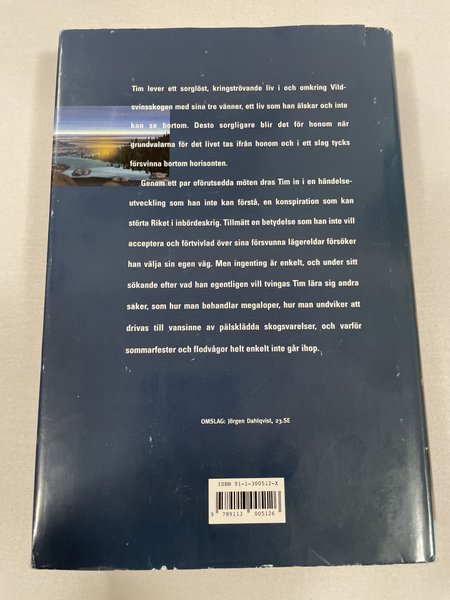 Tim lever ett sorglöst, kringströvande liv i och omkring Vild-
svinsskogen med sina tre vänner, ett liv som han älskar och inte
kan se bortom. Desto sorgligare blir det för honom när
grundvalarna för det livet tas ifrån honom och i ett slag tycks
försvinna bortom horisonten.
Genom ett par oförutsedda möten dras Tim in i en händelse-
utveckling som han inte kan förstå, en konspiration som kan
störta Riket i inbördeskrig. Tillmätt en betydelse som han inte vill
acceptera och förtvivlad över sina försvunna lägereldar försöker
han välja sin egen väg. Men ingenting är enkelt, och under sitt
sökande efter vad han egentligen vill tvingas Tim lära sig andra
saker, som hur man behandlar megaloper, hur man undviker att
drivas till vansinne av pälsklädda skogsvarelser, och varför
sommarfester och flodvågor helt enkelt inte går ihop.
OMSLAG: Jörgen Dahlqvist, 23.SE
ISBN 91-1-300512-X
9 789113 005126